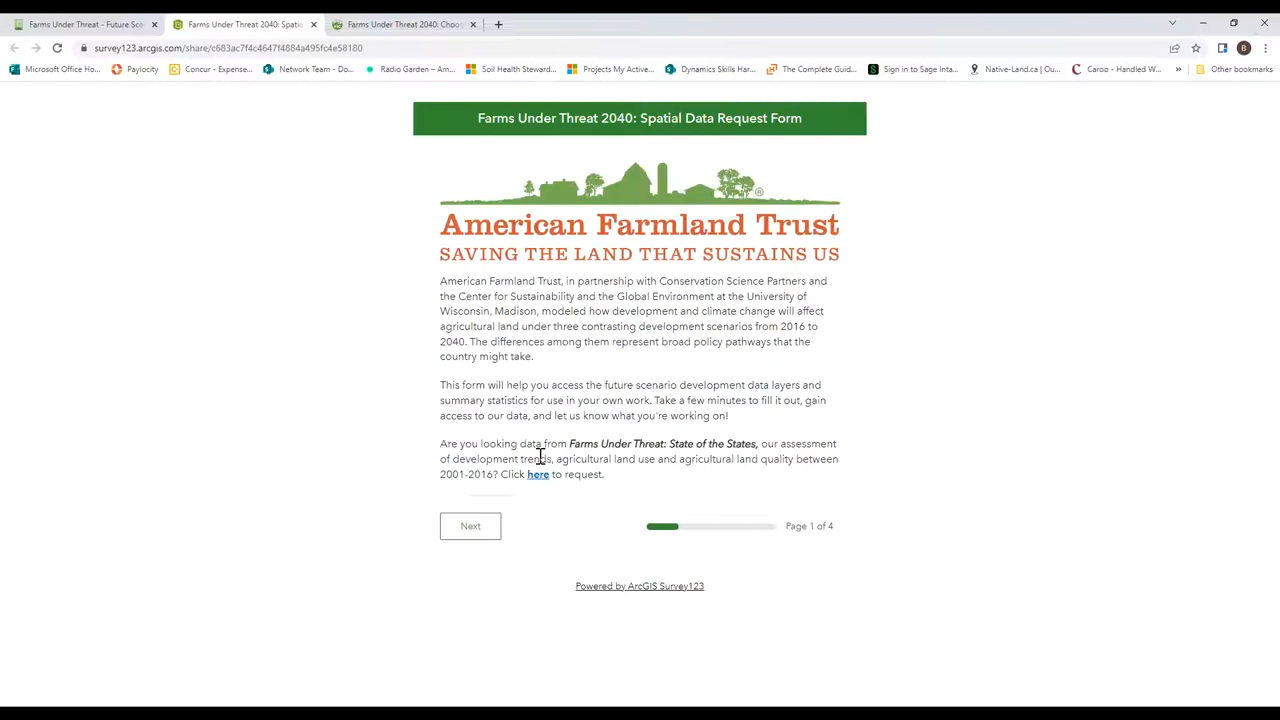 Farms Under Threat - Future Sce
Farms Under Threat 2040: Spatia
Farms Under Threat 2040: Choos
survey123.arcgis.com/share/c683ac7f4c4647f4884a495fc4e58180
Microsoft Office Ho...
Paylocity
Concur - Expense...
Network Team - Do...
Radio Garden – Am...
Soil Health Steward...
Projects My Active...
Dynamics Skills Har...
The Complete Guid...
Sign in to Sage Inta...
Native-Land.ca | Ou...
Caroo - Handled W...
»
Other bookmarks
Farms Under Threat 2040: Spatial Data Request Form
American Farmland Trust
SAVING THE LAND THAT SUSTAINS US
American Farmland Trust, in partnership with Conservation Science Partners and
the Center for Sustainability and the Global Environment at the University of
Wisconsin, Madison, modeled how development and climate change will affect
agricultural land under three contrasting development scenarios from 2016 to
2040. The differences among them represent broad policy pathways that the
country might take.
This form will help you access the future scenario development data layers and
summary statistics for use in your own work. Take a few minutes to fill it out, gain
access to our data, and let us know what you're working on!
Are you looking data from Farms Under Threat: State of the States, our assessment
of development trends, agricultural land use and agricultural land quality between
2001-2016? Click here to request.
Next
Page 1 of 4
Powered by ArcGIS Survey123